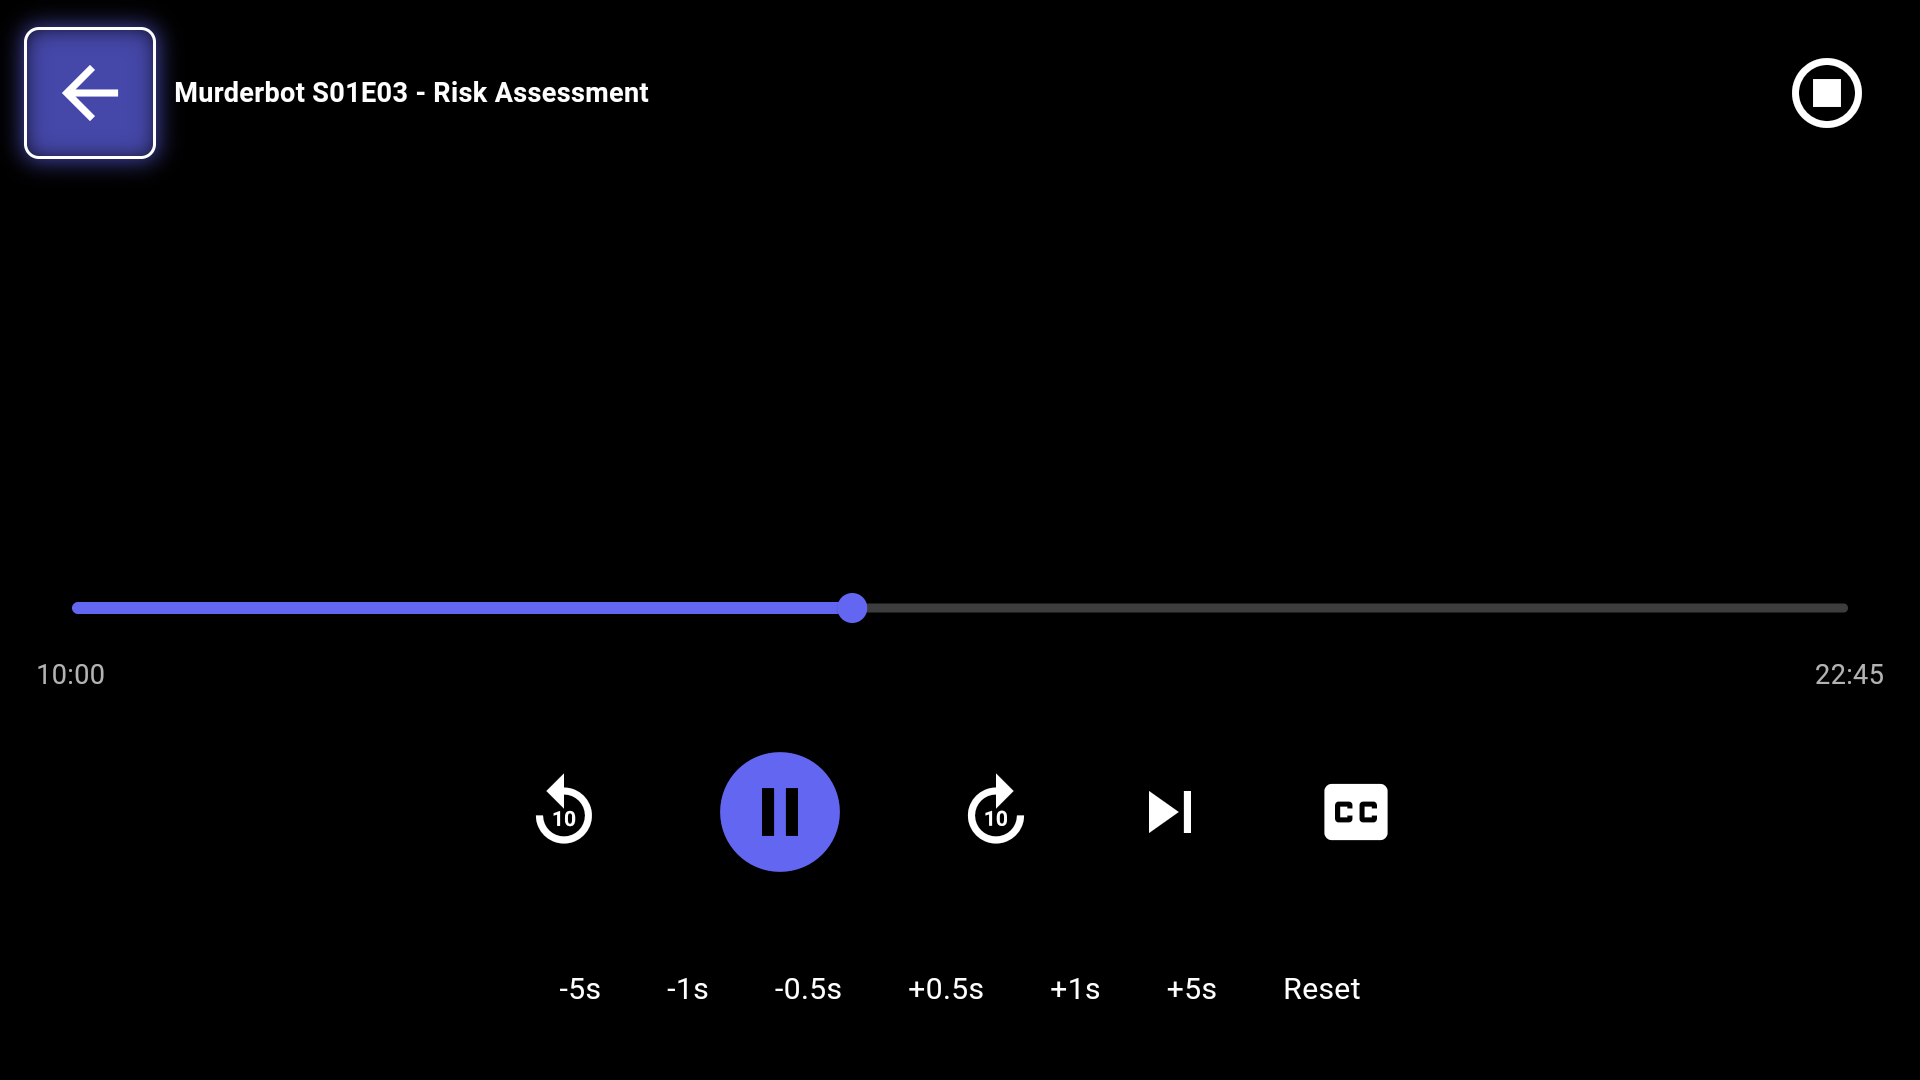 Murderbot S01E03 - Risk Assessment
10:00
22:45
10
10
CC
-5s
-1s
-0.5s
+0.5s
+1s
+5s
Reset